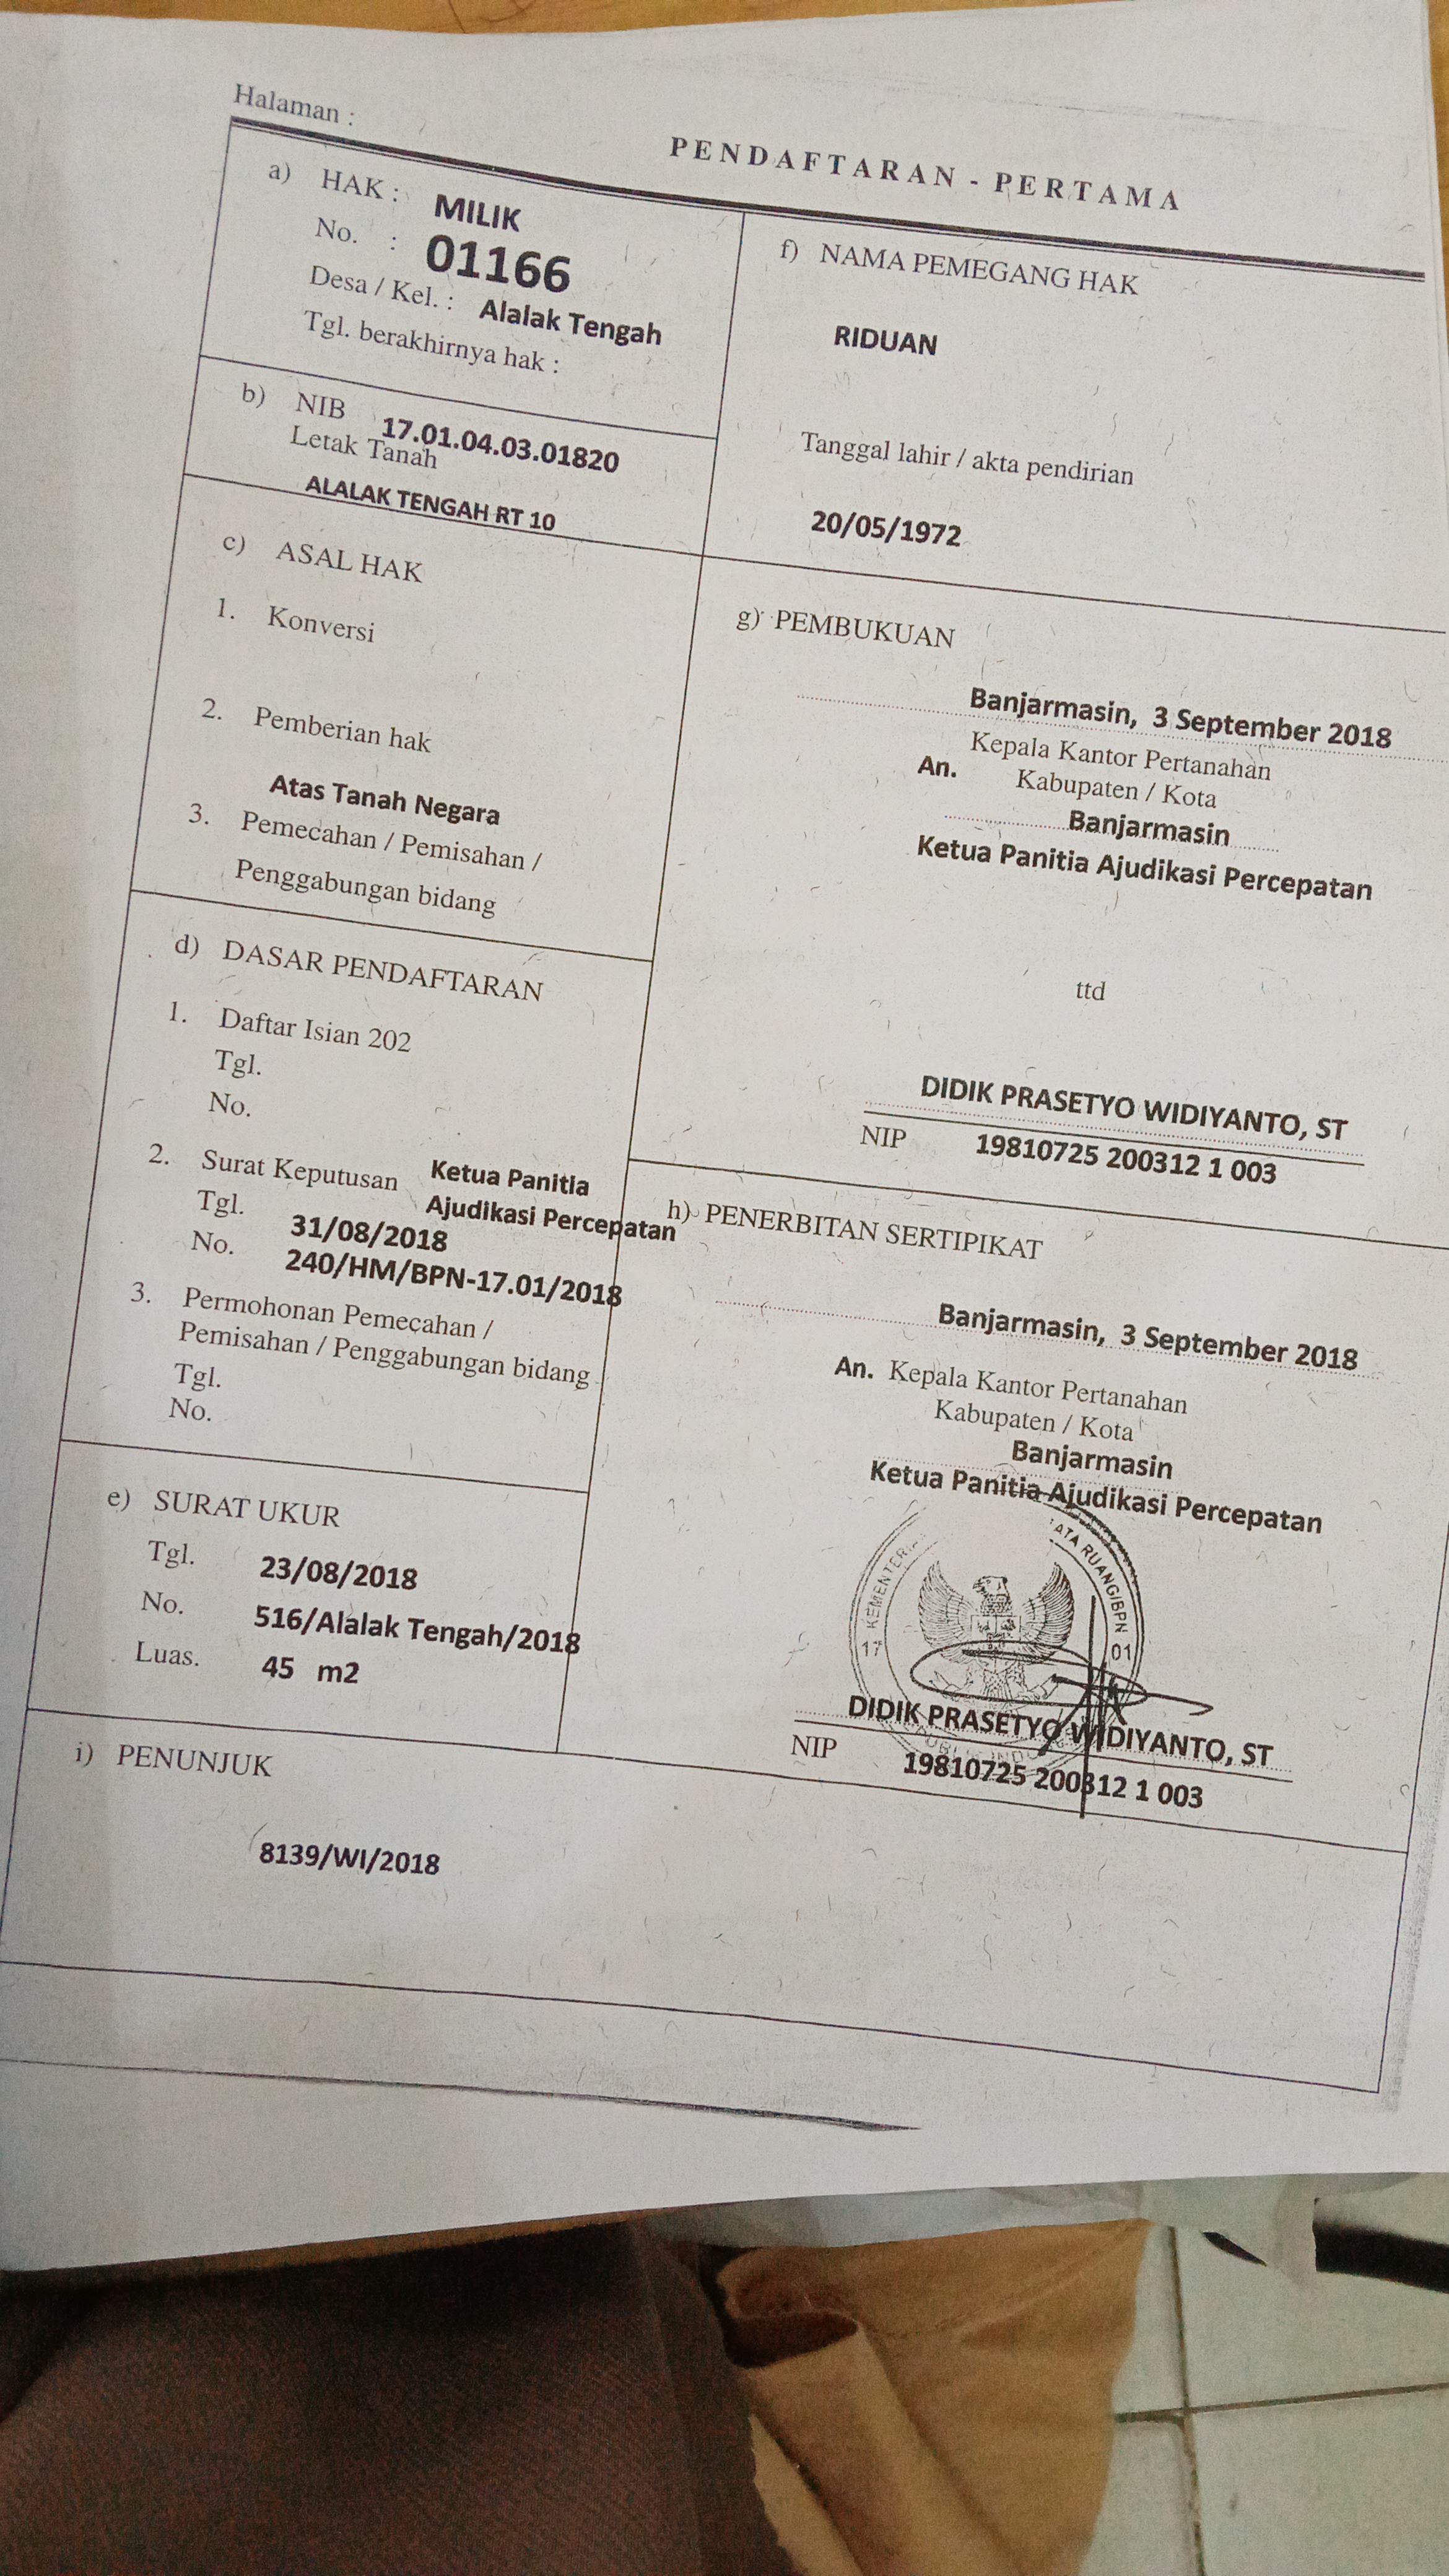 Halaman :
PENDAFTARAN - PERTAMA
a) HAK : MILIK
No. : 01166
Desa / Kel. : Alalak Tengah
Tgl. berakhirnya hak :
b) NIB 17.01.04.03.01820
Letak Tanah
ALALAK TENGAH RT 10
c) ASAL HAK
1. Konversi
2. Pemberian hak
Atas Tanah Negara
3. Pemecahan / Pemisahan /
Penggabungan bidang
d) DASAR PENDAFTARAN
1. Daftar Isian 202
Tgl.
No.
2. Surat Keputusan Ketua Panitia
Ajudikasi Percepatan
Tgl. 31/08/2018
No. 240/HM/BPN-17.01/2018
3. Permohonan Pemecahan /
Pemisahan / Penggabungan bidang
Tgl.
No.
e) SURAT UKUR
Tgl. 23/08/2018
No. 516/Alalak Tengah/2018
Luas. 45 m2
f) NAMA PEMEGANG HAK
RIDUAN
Tanggal lahir / akta pendirian
20/05/1972
g) PEMBUKUAN
Banjarmasin, 3 September 2018
Kepala Kantor Pertanahan
An. Kabupaten / Kota
Banjarmasin
Ketua Panitia Ajudikasi Percepatan
ttd
DIDIK PRASETYO WIDIYANTO, ST
NIP 19810725 200312 1 003
h) PENERBITAN SERTIPIKAT
Banjarmasin, 3 September 2018
An. Kepala Kantor Pertanahan
Kabupaten / Kota
Banjarmasin
Ketua Panitia Ajudikasi Percepatan
RUANG/BPN
17 01
DIDIK PRASETYO WIDIYANTO, ST
NIP 19810725 200312 1 003
i) PENUNJUK
8139/WI/2018